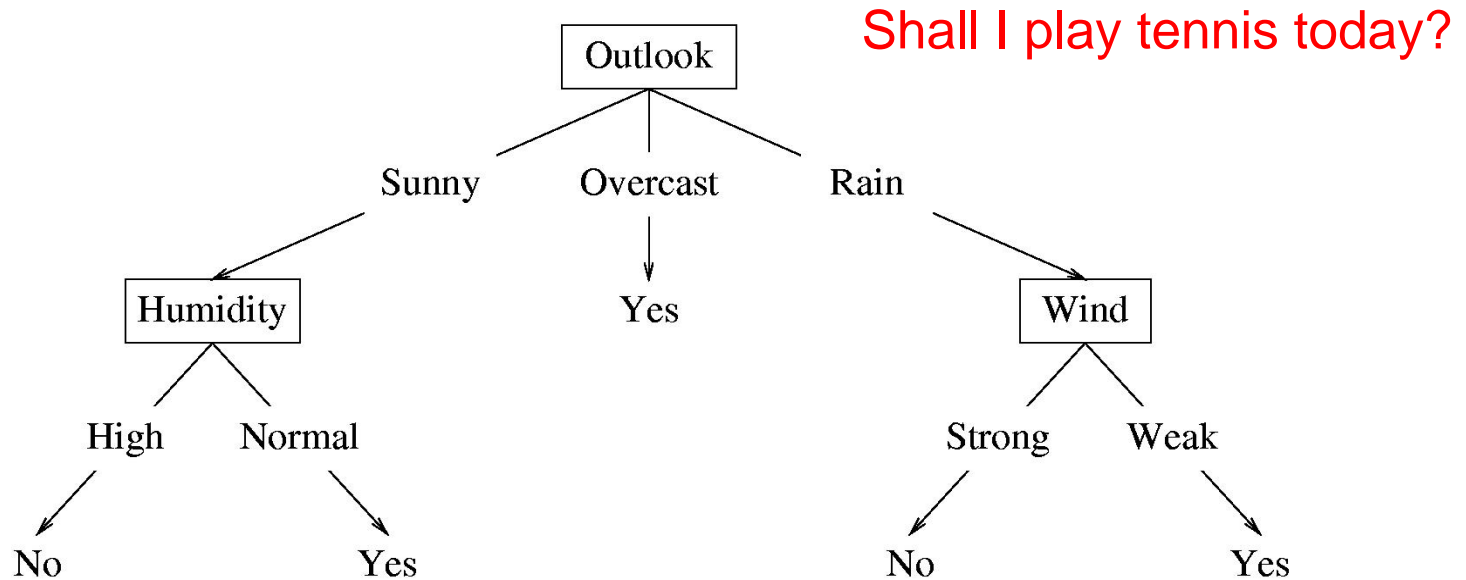 Shall I play tennis today?
Outlook
Sunny Overcast Rain
Humidity Yes Wind
High Normal Strong Weak
No Yes No Yes